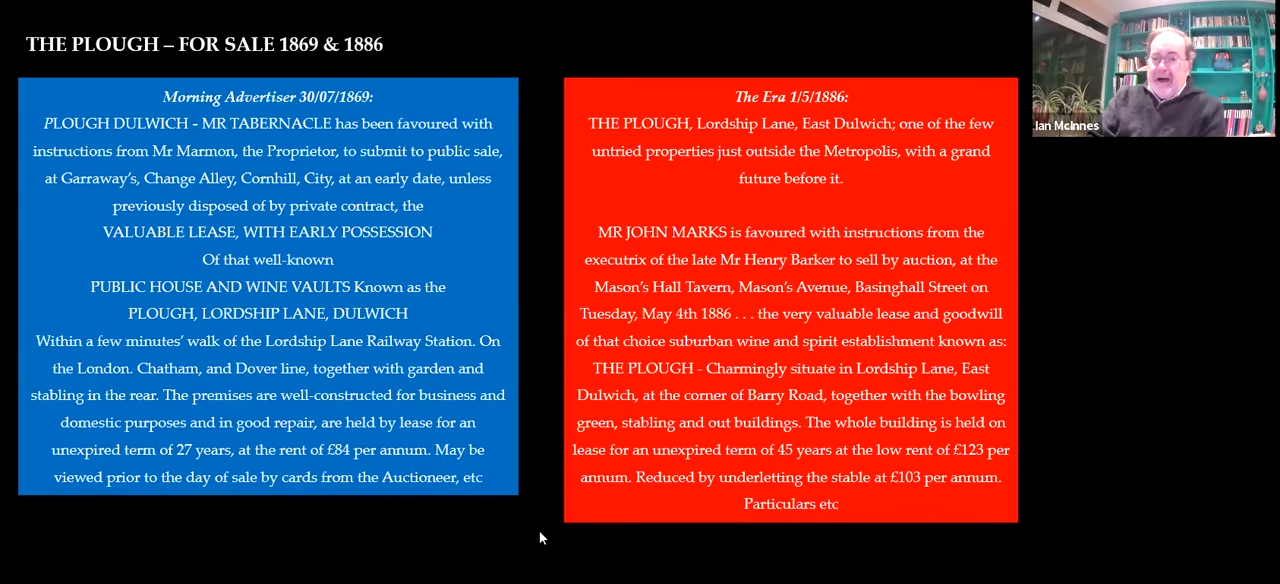 THE PLOUGH – FOR SALE 1869 & 1886
Morning Advertiser 30/07/1869:
PLOUGH DULWICH - MR TABERNACLE has been favoured with
instructions from Mr Marmon, the Proprietor, to submit to public sale,
at Garraway's, Change Alley, Cornhill, City, at an early date, unless
previously disposed of by private contract, the
VALUABLE LEASE, WITH EARLY POSSESSION
Of that well-known
PUBLIC HOUSE AND WINE VAULTS Known as the
PLOUGH, LORDSHIP LANE, DULWICH
Within a few minutes' walk of the Lordship Lane Railway Station. On
the London. Chatham, and Dover line, together with garden and
stabling in the rear. The premises are well-constructed for business and
domestic purposes and in good repair, are held by lease for an
unexpired term of 27 years, at the rent of £84 per annum. May be
viewed prior to the day of sale by cards from the Auctioneer, etc
The Era 1/5/1886:
THE PLOUGH, Lordship Lane, East Dulwich; one of the few
untried properties just outside the Metropolis, with a grand
future before it.
MR JOHN MARKS is favoured with instructions from the
executrix of the late Mr Henry Barker to sell by auction, at the
Mason's Hall Tavern, Mason's Avenue, Basinghall Street on
Tuesday, May 4th 1886 . . . the very valuable lease and goodwill
of that choice suburban wine and spirit establishment known as:
THE PLOUGH - Charmingly situate in Lordship Lane, East
Dulwich, at the corner of Barry Road, together with the bowling
green, stabling and out buildings. The whole building is held on
lease for an unexpired term of 45 years at the low rent of £123 per
annum. Reduced by underletting the stable at £103 per annum.
Particulars etc
Ian McInnes